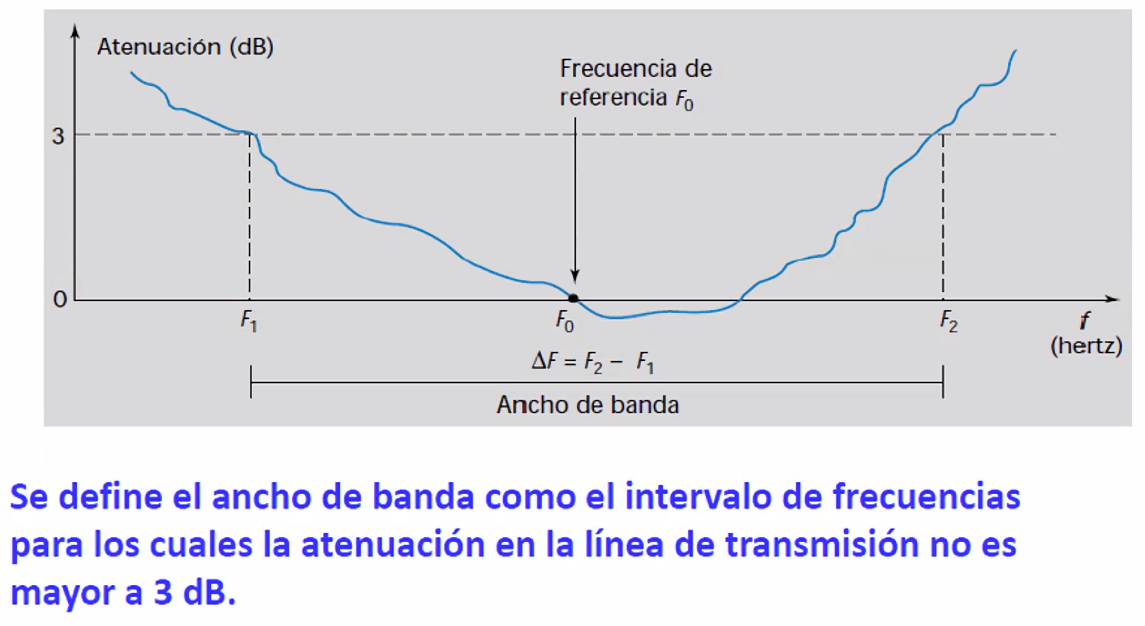 Atenuación (dB)
Frecuencia de
referencia F₀
3
0
F₁
F₀
F₂
f
(hertz)
ΔF = F₂ − F₁
Ancho de banda
Se define el ancho de banda como el intervalo de frecuencias
para los cuales la atenuación en la línea de transmisión no es
mayor a 3 dB.